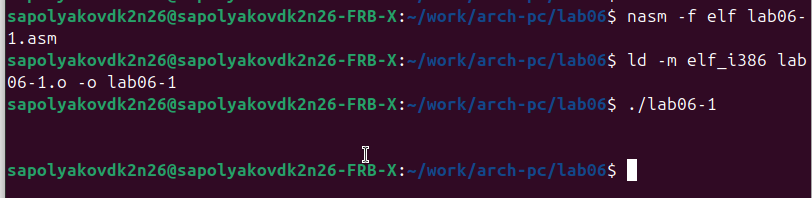 sapolyakovdk2n26@sapolyakovdk2n26-FRB-X:~/work/arch-pc/lab06$ nasm -f elf lab06-
1.asm
sapolyakovdk2n26@sapolyakovdk2n26-FRB-X:~/work/arch-pc/lab06$ ld -m elf_i386 lab
06-1.o -o lab06-1
sapolyakovdk2n26@sapolyakovdk2n26-FRB-X:~/work/arch-pc/lab06$ ./lab06-1
sapolyakovdk2n26@sapolyakovdk2n26-FRB-X:~/work/arch-pc/lab06$